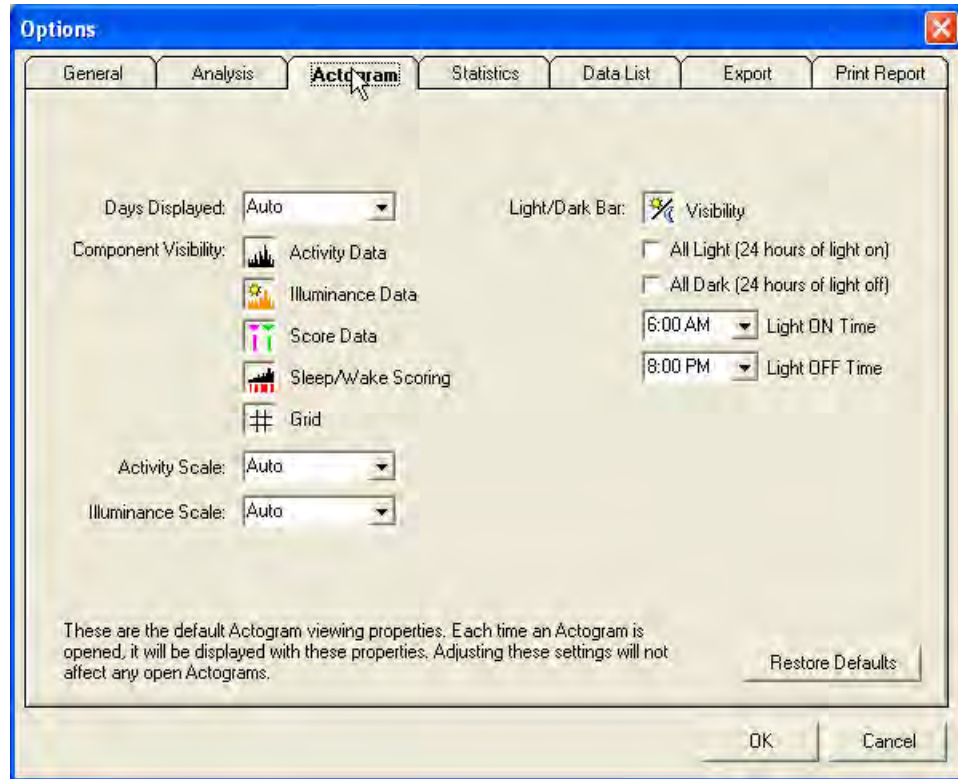 Options
General Analysis Actogram Statistics Data List Export Print Report
Days Displayed: Auto
Component Visibility: Activity Data
Illuminance Data
Score Data
Sleep/Wake Scoring
Grid
Activity Scale: Auto
Illuminance Scale: Auto
Light/Dark Bar: Visibility
All Light (24 hours of light on)
All Dark (24 hours of light off)
6:00 AM Light ON Time
8:00 PM Light OFF Time
These are the default Actogram viewing properties. Each time an Actogram is
opened, it will be displayed with these properties. Adjusting these settings will not
affect any open Actograms.
Restore Defaults
OK Cancel